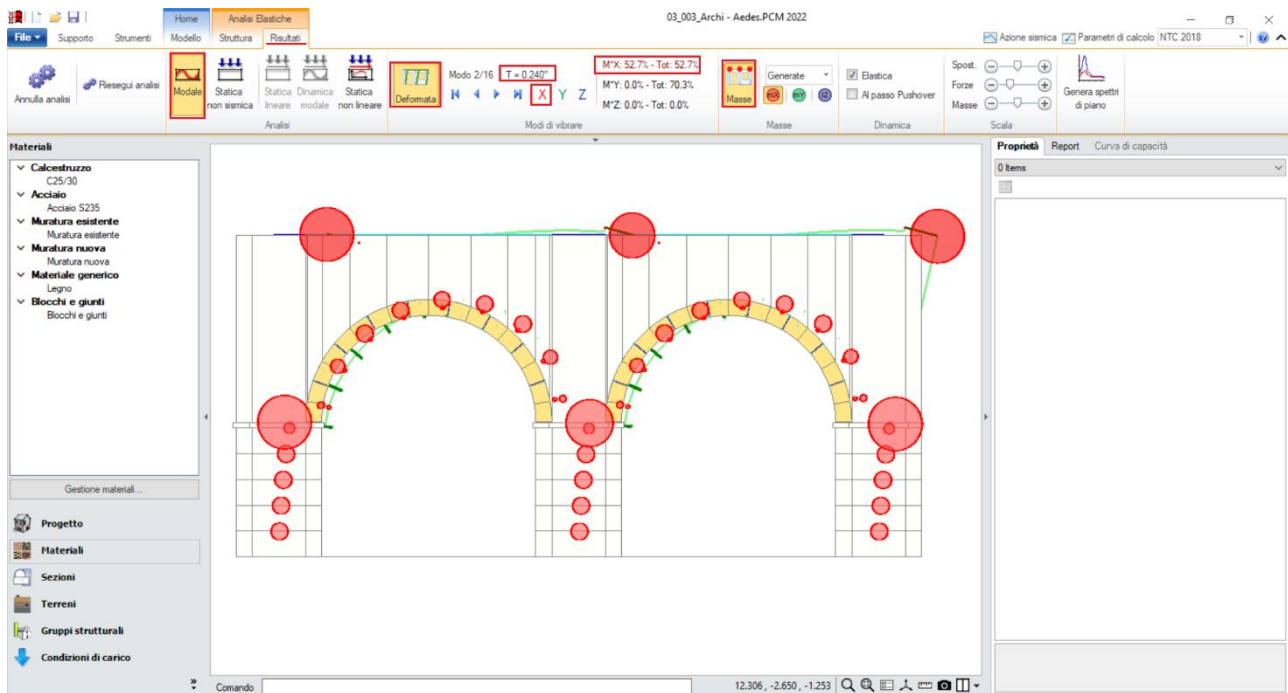 03_003_Archi - Aedes.PCM 2022
Home
Analisi Elastiche
File
Supporto
Strumenti
Modello
Struttura
Risultati
Azione sismica
Parametri di calcolo
NTC 2018
Annulla analisi
Riesegui analisi
Modale
Statica non sismica
Statica lineare
Dinamica modale
Statica non lineare
Analisi
Deformata
Modo 2/16
T = 0.240"
X Y Z
M*X: 52.7% - Tot: 52.7%
M*Y: 0.0% - Tot: 70.3%
M*Z: 0.0% - Tot: 0.0%
Modi di vibrare
Masse
Generate
mX
mY
Masse
Elastica
Al passo Pushover
Dinamica
Spost.
Forze
Masse
Scala
Genera spettri di piano
Materiali
Calcestruzzo
C25/30
Acciaio
Acciaio S235
Muratura esistente
Muratura esistente
Muratura nuova
Muratura nuova
Materiale generico
Legno
Blocchi e giunti
Blocchi e giunti
Gestione materiali...
Progetto
Materiali
Sezioni
Terreni
Gruppi strutturali
Condizioni di carico
Proprietà
Report
Curva di capacità
0 Items
Comando
12.306 , -2.650 , -1.253